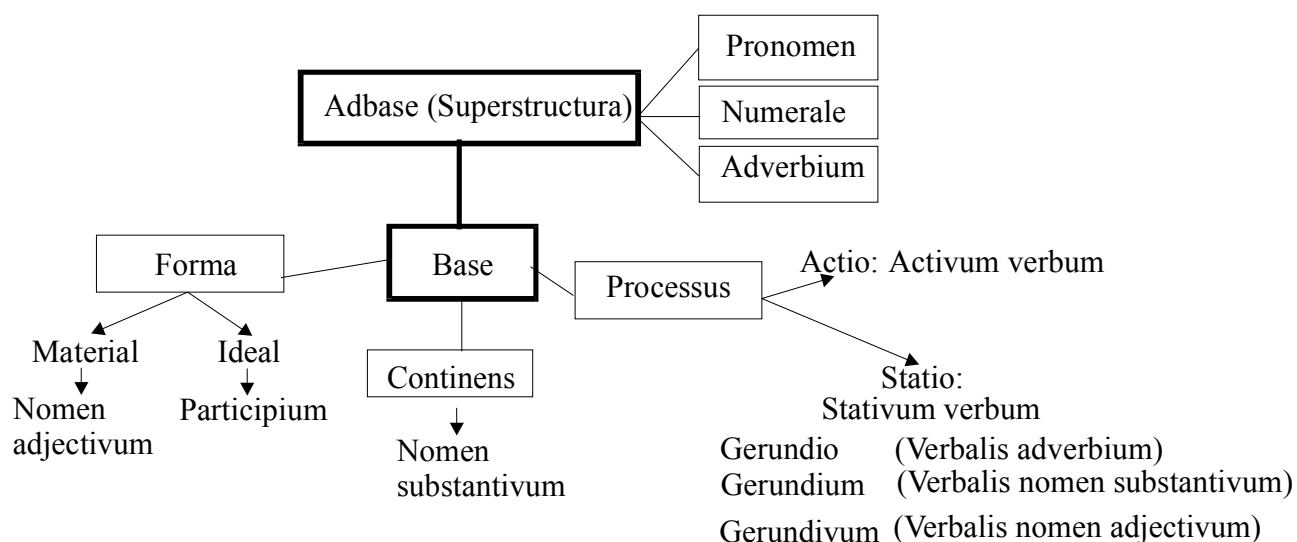 Pronomen
Adbase (Superstructura)
Numerale
Adverbium
Forma
Base
Processus
Actio: Activum verbum
Material
Ideal
Continens
Statio:
Stativum verbum
Nomen
adjectivum
Participium
Nomen
substantivum
Gerundio (Verbalis adverbium)
Gerundium (Verbalis nomen substantivum)
Gerundivum (Verbalis nomen adjectivum)